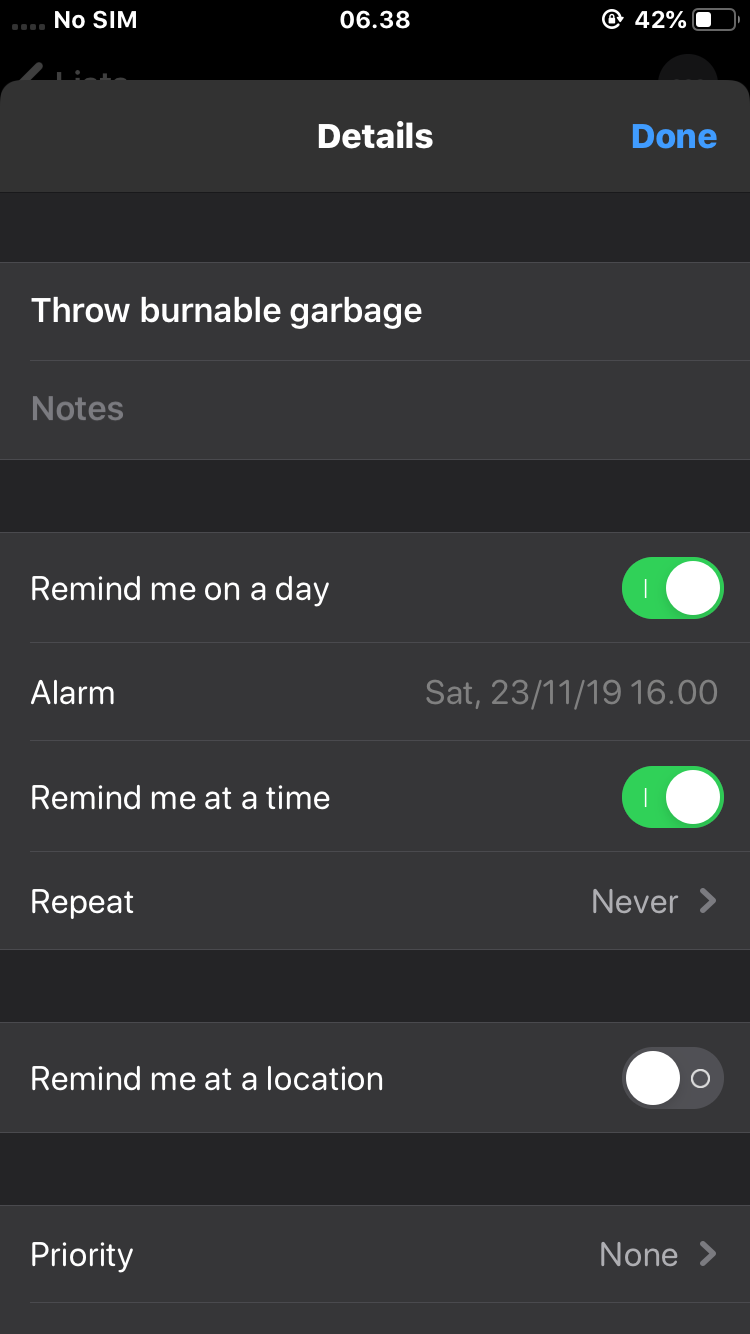 No SIM 06.38 42%
Details Done
Throw burnable garbage
Notes
Remind me on a day
Alarm Sat, 23/11/19 16.00
Remind me at a time
Repeat Never
Remind me at a location
Priority None